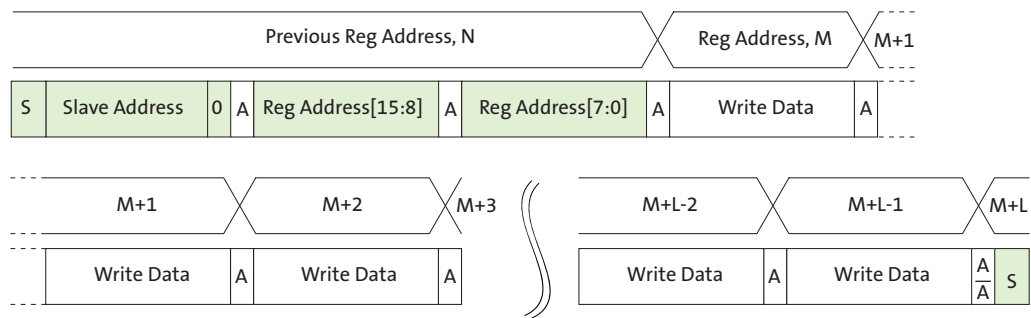 Previous Reg Address, N Reg Address, M M+1
S Slave Address 0 A Reg Address[15:8] A Reg Address[7:0] A Write Data A
M+1 M+2 M+3 M+L-2 M+L-1 M+L
Write Data A Write Data A Write Data A Write Data A S
A